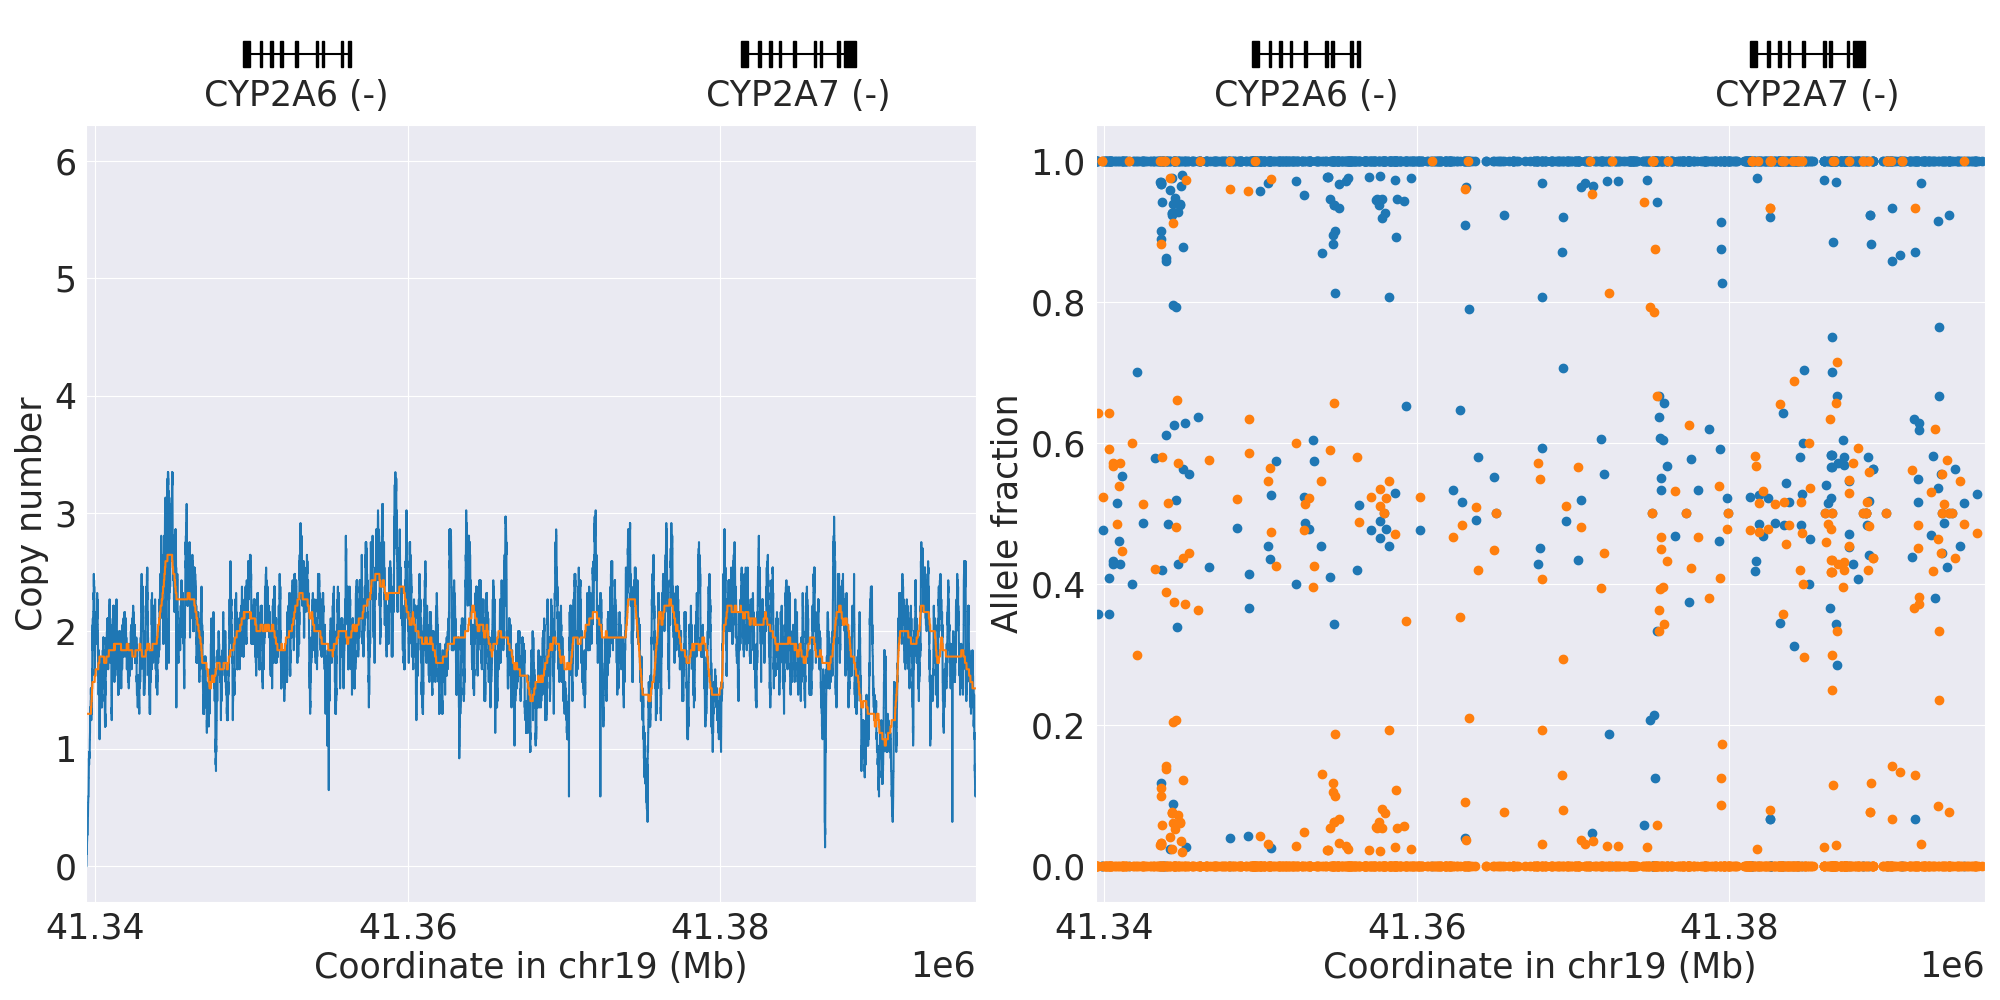 CYP2A6 (-)
CYP2A7 (-)
6
5
4
3
2
1
0
Copy number
41.34
41.36
41.38
Coordinate in chr19 (Mb)
1e6
CYP2A6 (-)
CYP2A7 (-)
1.0
0.8
0.6
0.4
0.2
0.0
Allele fraction
41.34
41.36
41.38
Coordinate in chr19 (Mb)
1e6